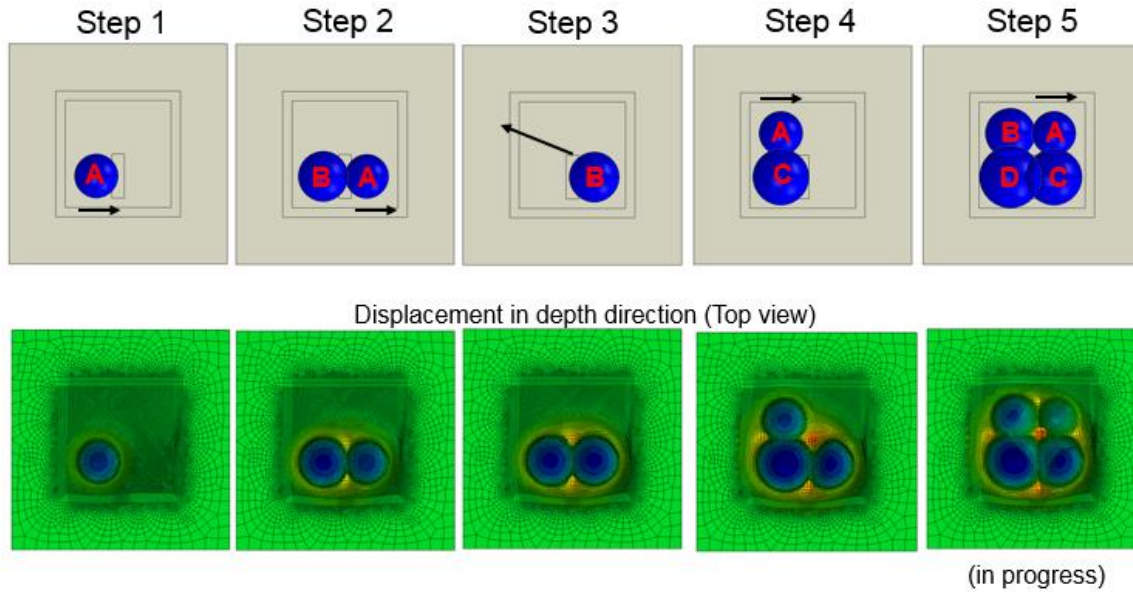 Step 1 Step 2 Step 3 Step 4 Step 5
A
B A
B
A
C
B A
D C
Displacement in depth direction (Top view)
(in progress)